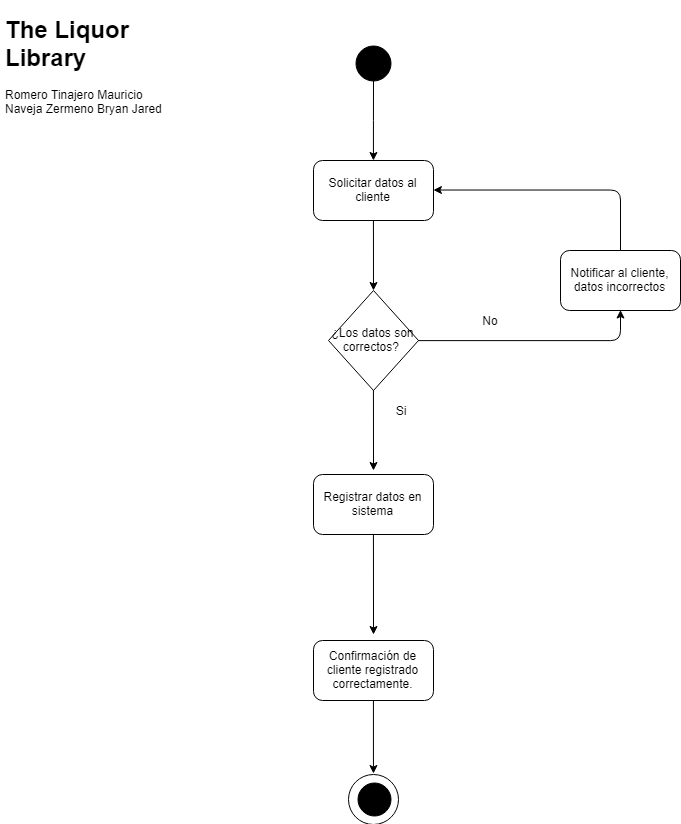 The Liquor
Library
Romero Tinajero Mauricio
Naveja Zermeno Bryan Jared
Solicitar datos al
cliente
Notificar al cliente,
datos incorrectos
No
¿Los datos son
correctos?
Si
Registrar datos en
sistema
Confirmación de
cliente registrado
correctamente.